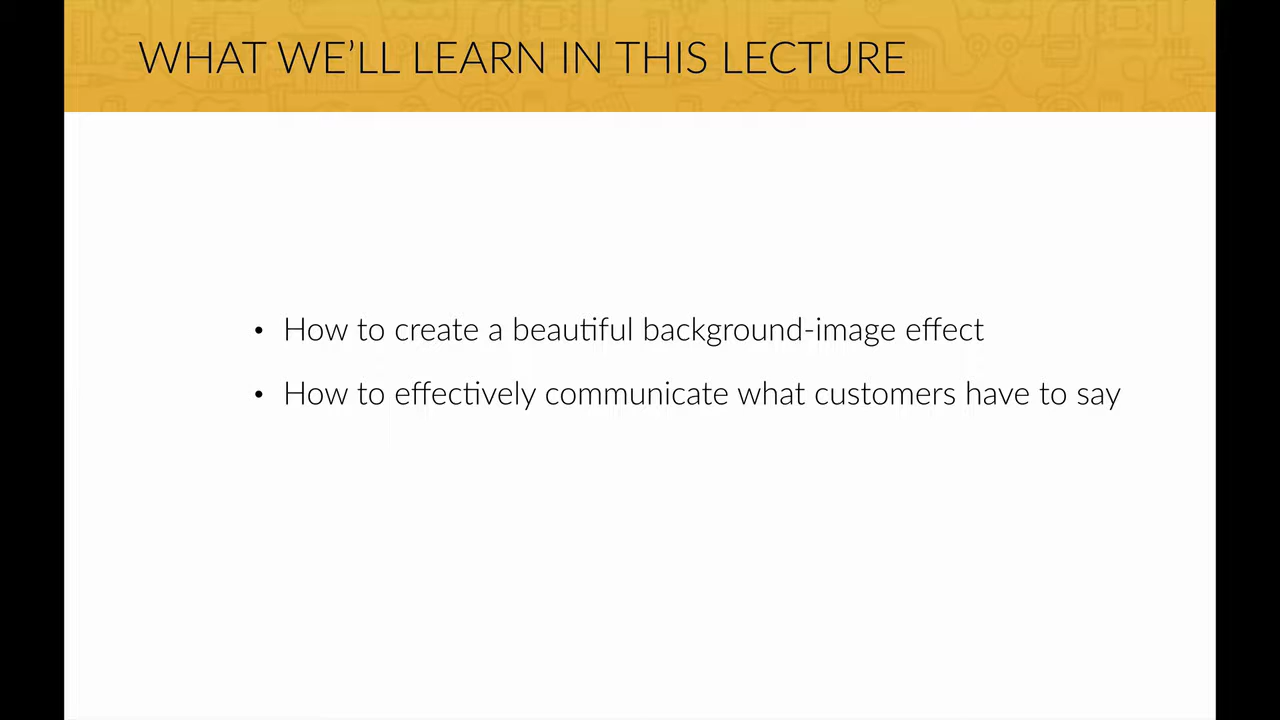 WHAT WE’LL LEARN IN THIS LECTURE
• How to create a beautiful background-image effect
• How to effectively communicate what customers have to say